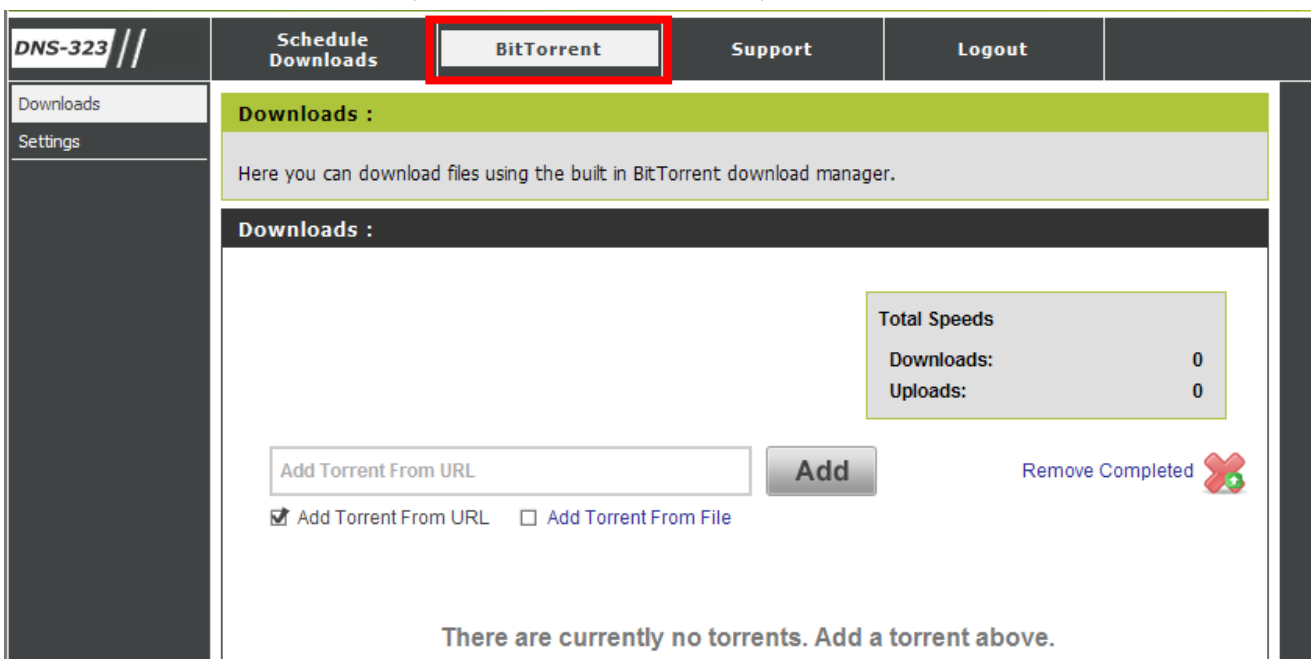 DNS-323
Schedule
Downloads
BitTorrent
Support
Logout
Downloads
Settings
Downloads :
Here you can download files using the built in BitTorrent download manager.
Downloads :
Total Speeds
Downloads: 0
Uploads: 0
Add Torrent From URL
Add
Remove Completed
Add Torrent From URL
Add Torrent From File
There are currently no torrents. Add a torrent above.